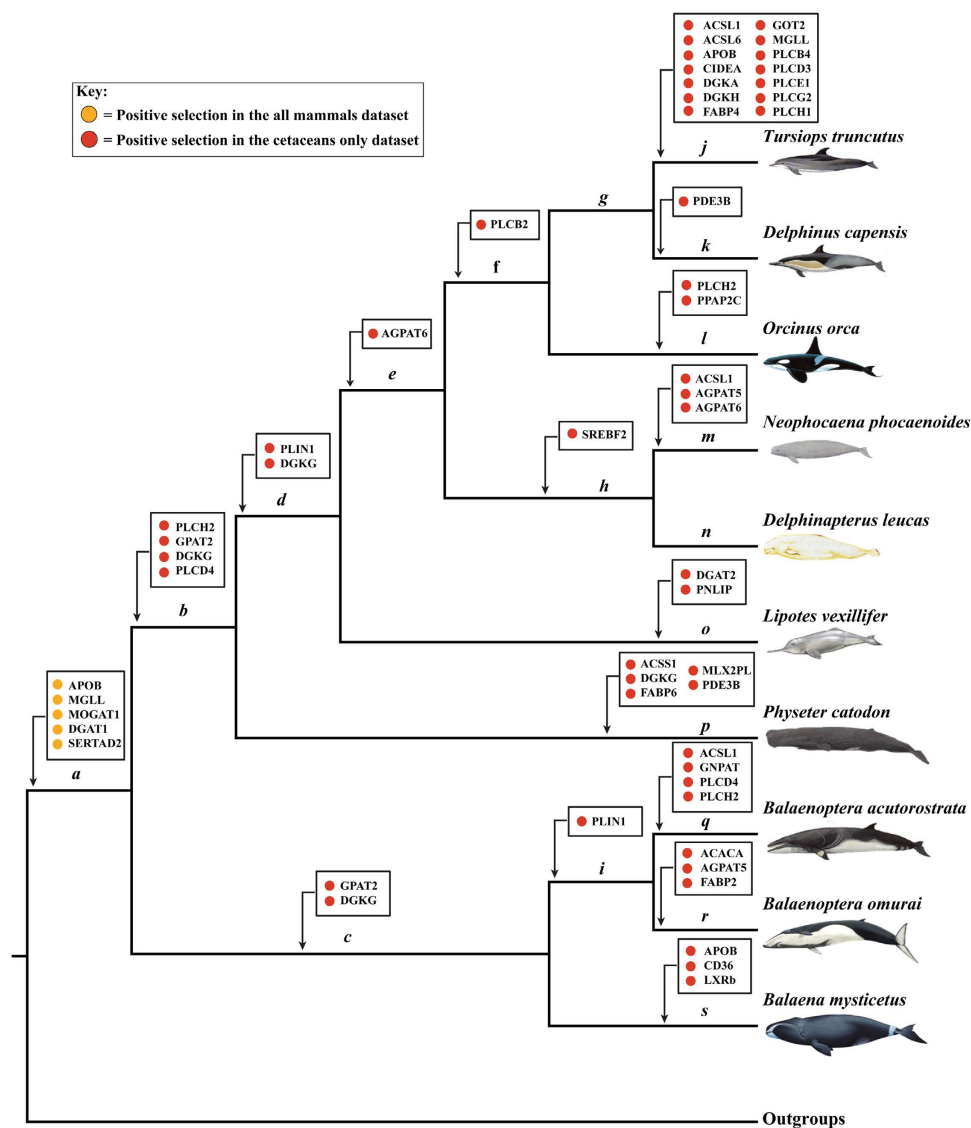 Key:
= Positive selection in the all mammals dataset
= Positive selection in the cetaceans only dataset
ACSL1 GOT2
ACSL6 MGLL
APOB PLCB4
CIDEA PLCD3
DGKA PLCE1
DGKH PLCG2
FABP4 PLCH1
j
Tursiops truncutus
g
PDE3B
k
Delphinus capensis
PLCB2
f
PLCH2
PPAP2C
l
Orcinus orca
AGPAT6
e
ACSL1
AGPAT5
AGPAT6
m
Neophocaena phocaenoides
SREBF2
h
PLIN1
DGKG
d
n
Delphinapterus leucas
PLCH2
GPAT2
DGKG
PLCD4
b
DGAT2
PNLIP
o
Lipotes vexillifer
APOB
MGLL
MOGAT1
DGAT1
SERTAD2
a
ACSS1 MLX2PL
DGKG PDE3B
FABP6
p
Physeter catodon
ACSL1
GNPAT
PLCD4
PLCH2
q
Balaenoptera acutorostrata
PLIN1
i
ACACA
AGPAT5
FABP2
r
Balaenoptera omurai
GPAT2
DGKG
c
APOB
CD36
LXRb
s
Balaena mysticetus
Outgroups